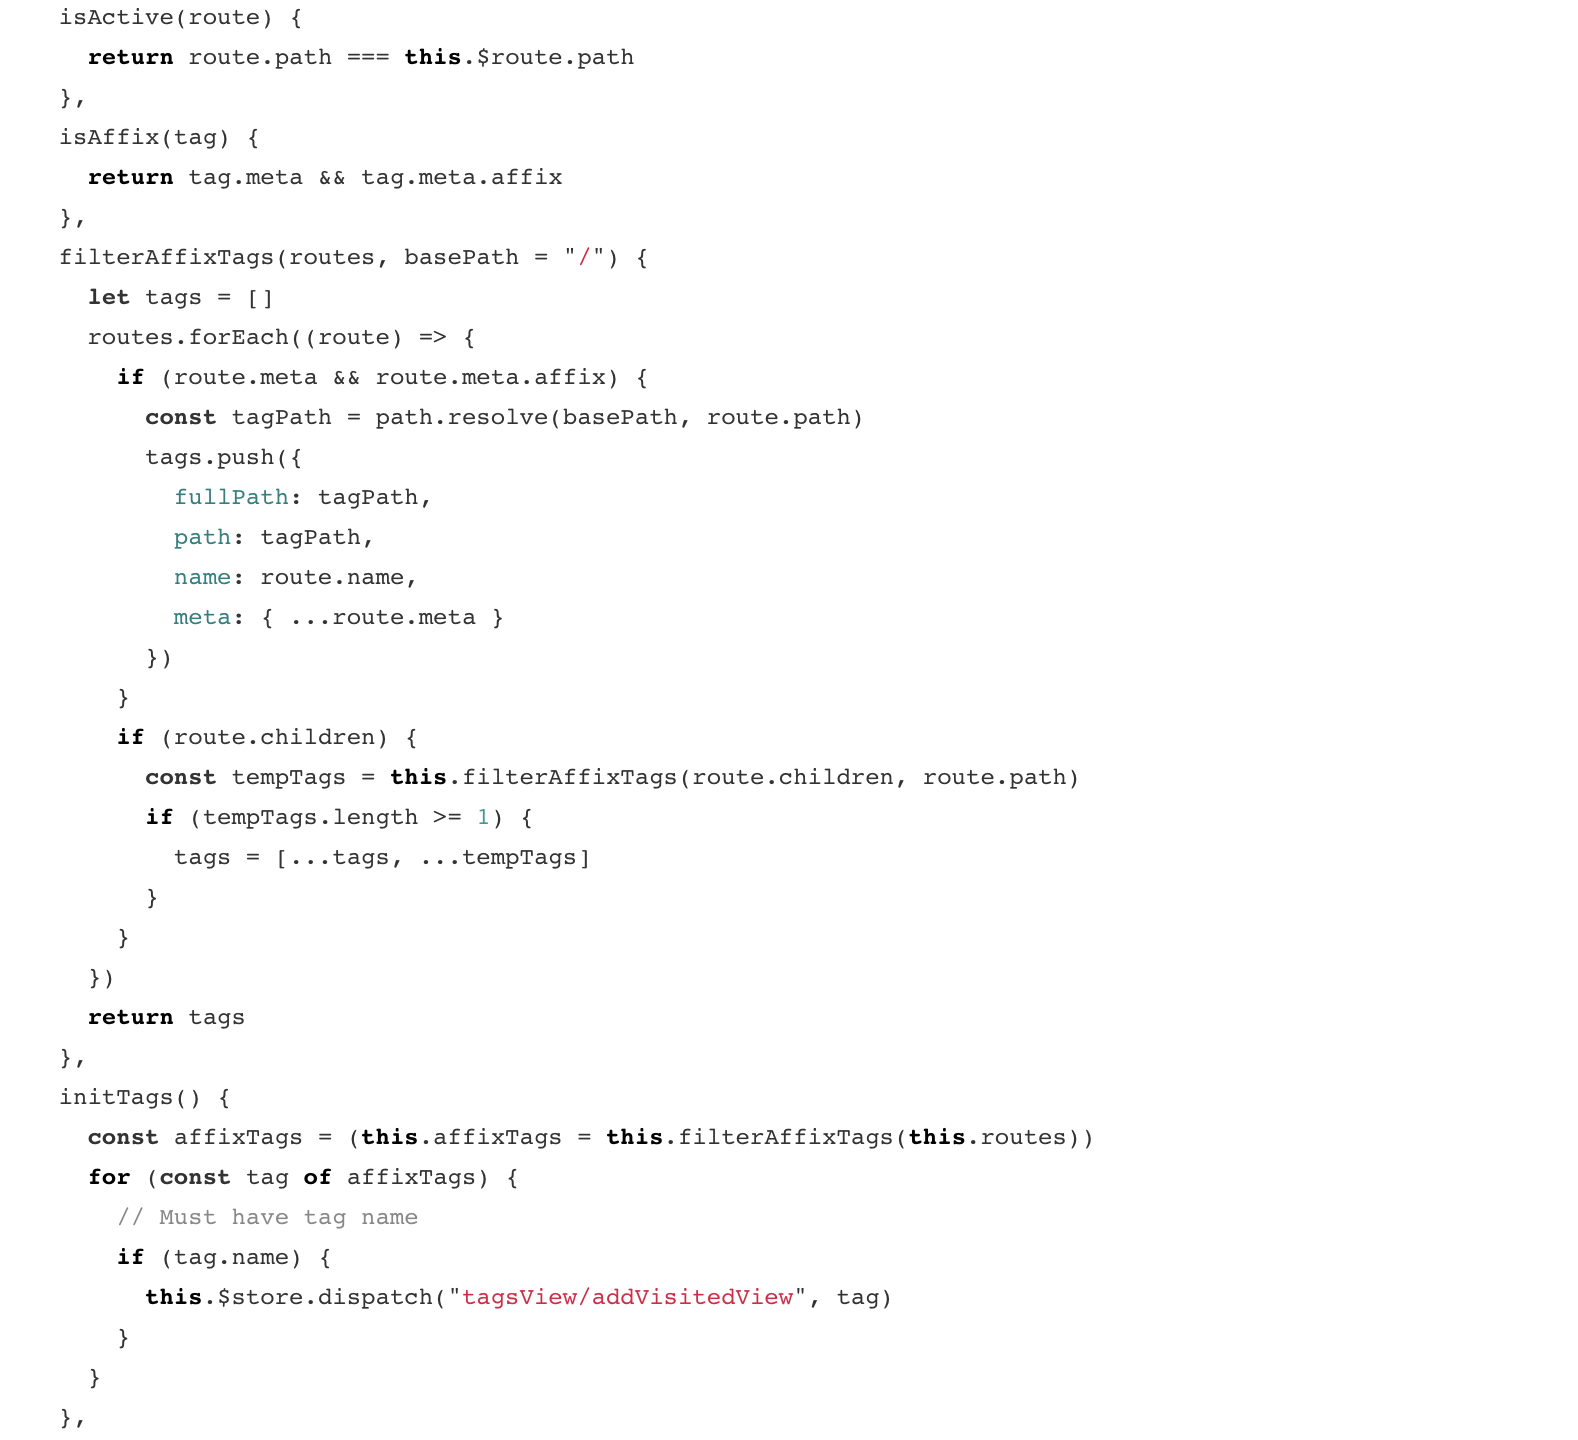 isActive(route) {
  return route.path === this.$route.path
},
isAffix(tag) {
  return tag.meta && tag.meta.affix
},
filterAffixTags(routes, basePath = "/") {
  let tags = []
  routes.forEach((route) => {
    if (route.meta && route.meta.affix) {
      const tagPath = path.resolve(basePath, route.path)
      tags.push({
        fullPath: tagPath,
        path: tagPath,
        name: route.name,
        meta: { ...route.meta }
      })
    }
    if (route.children) {
      const tempTags = this.filterAffixTags(route.children, route.path)
      if (tempTags.length >= 1) {
        tags = [...tags, ...tempTags]
      }
    }
  })
  return tags
},
initTags() {
  const affixTags = (this.affixTags = this.filterAffixTags(this.routes))
  for (const tag of affixTags) {
    // Must have tag name
    if (tag.name) {
      this.$store.dispatch("tagsView/addVisitedView", tag)
    }
  }
},